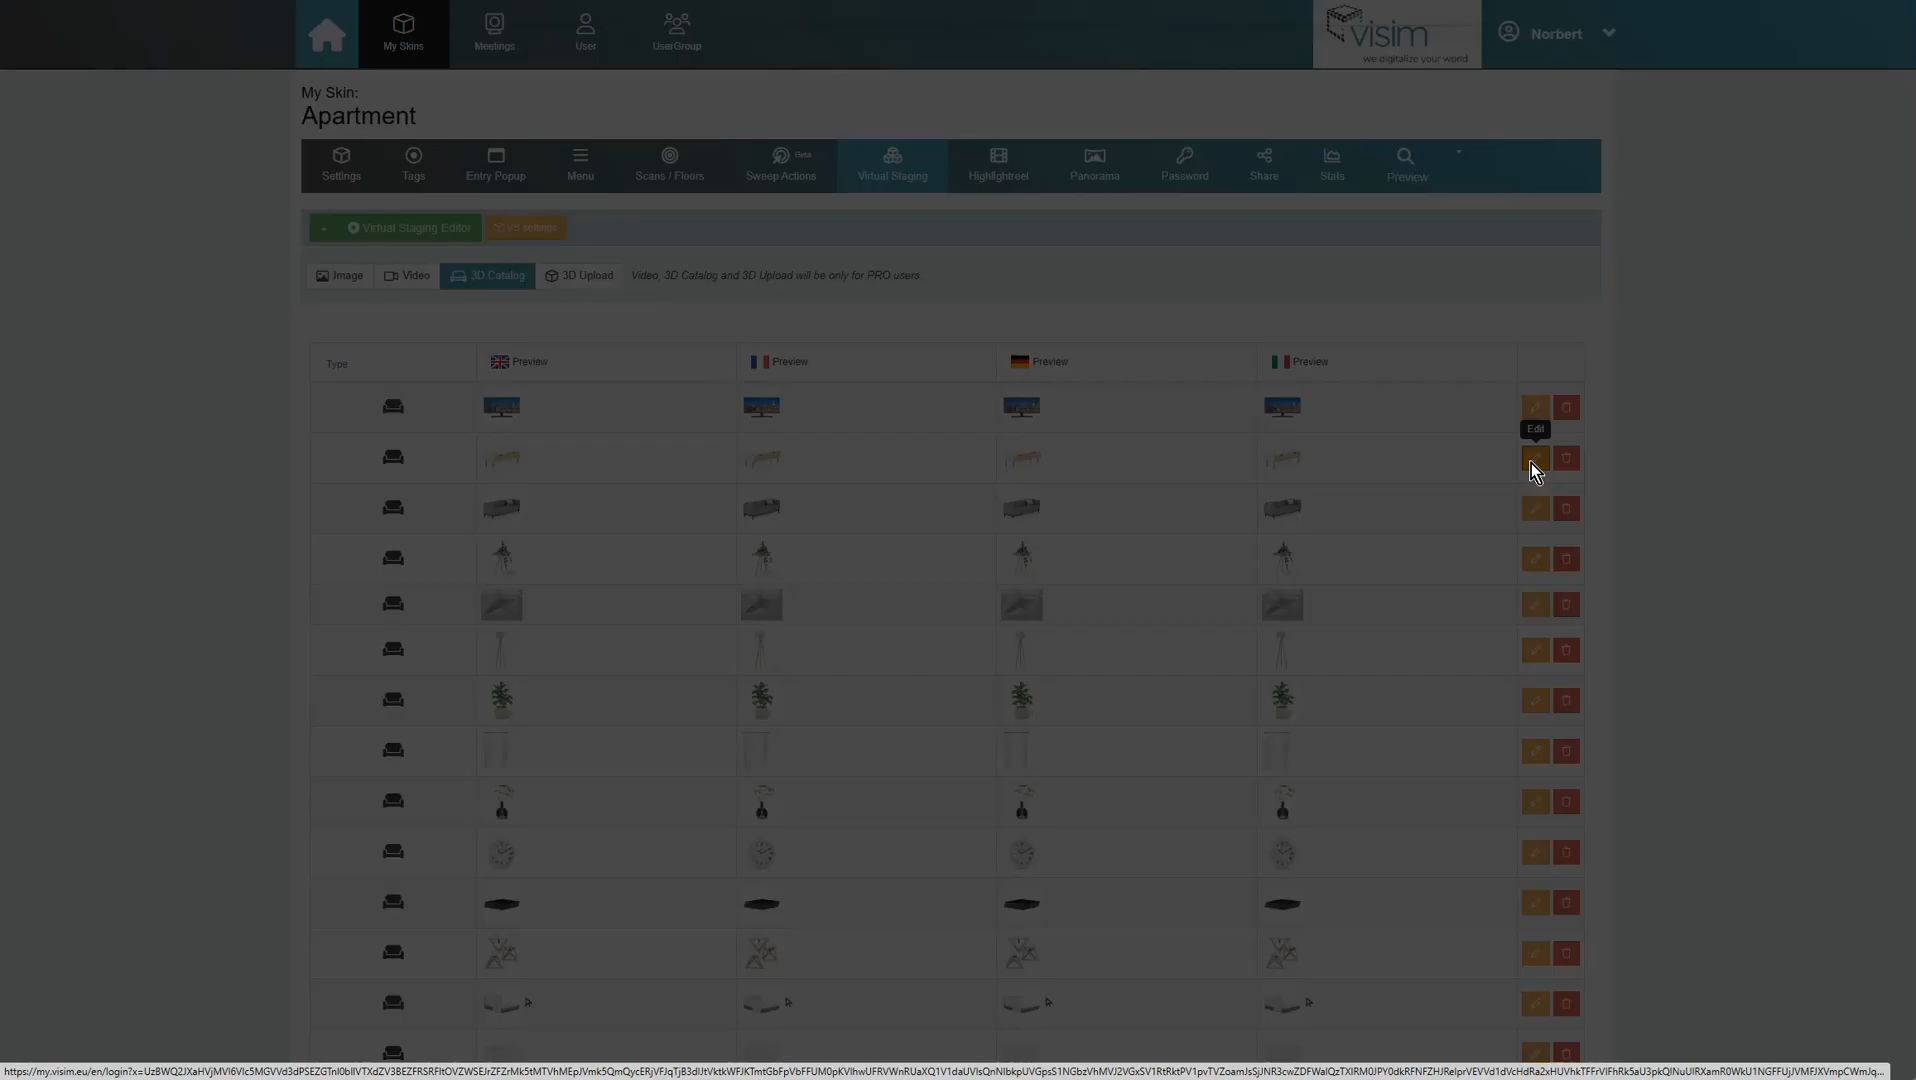 My Skins
Meetings
User
UserGroup
visim
we digitalize your world
Norbert
My Skin:
Apartment
Settings
Tags
Entry Popup
Menu
Scans / Floors
Beta
Sweep Actions
Virtual Staging
Highlightreel
Panorama
Password
Share
Stats
Preview
Virtual Staging Editor
VS settings
Image
Video
3D Catalog
3D Upload
Video, 3D Catalog and 3D Upload will be only for PRO users.
Type
Preview
Preview
Preview
Preview
Edit